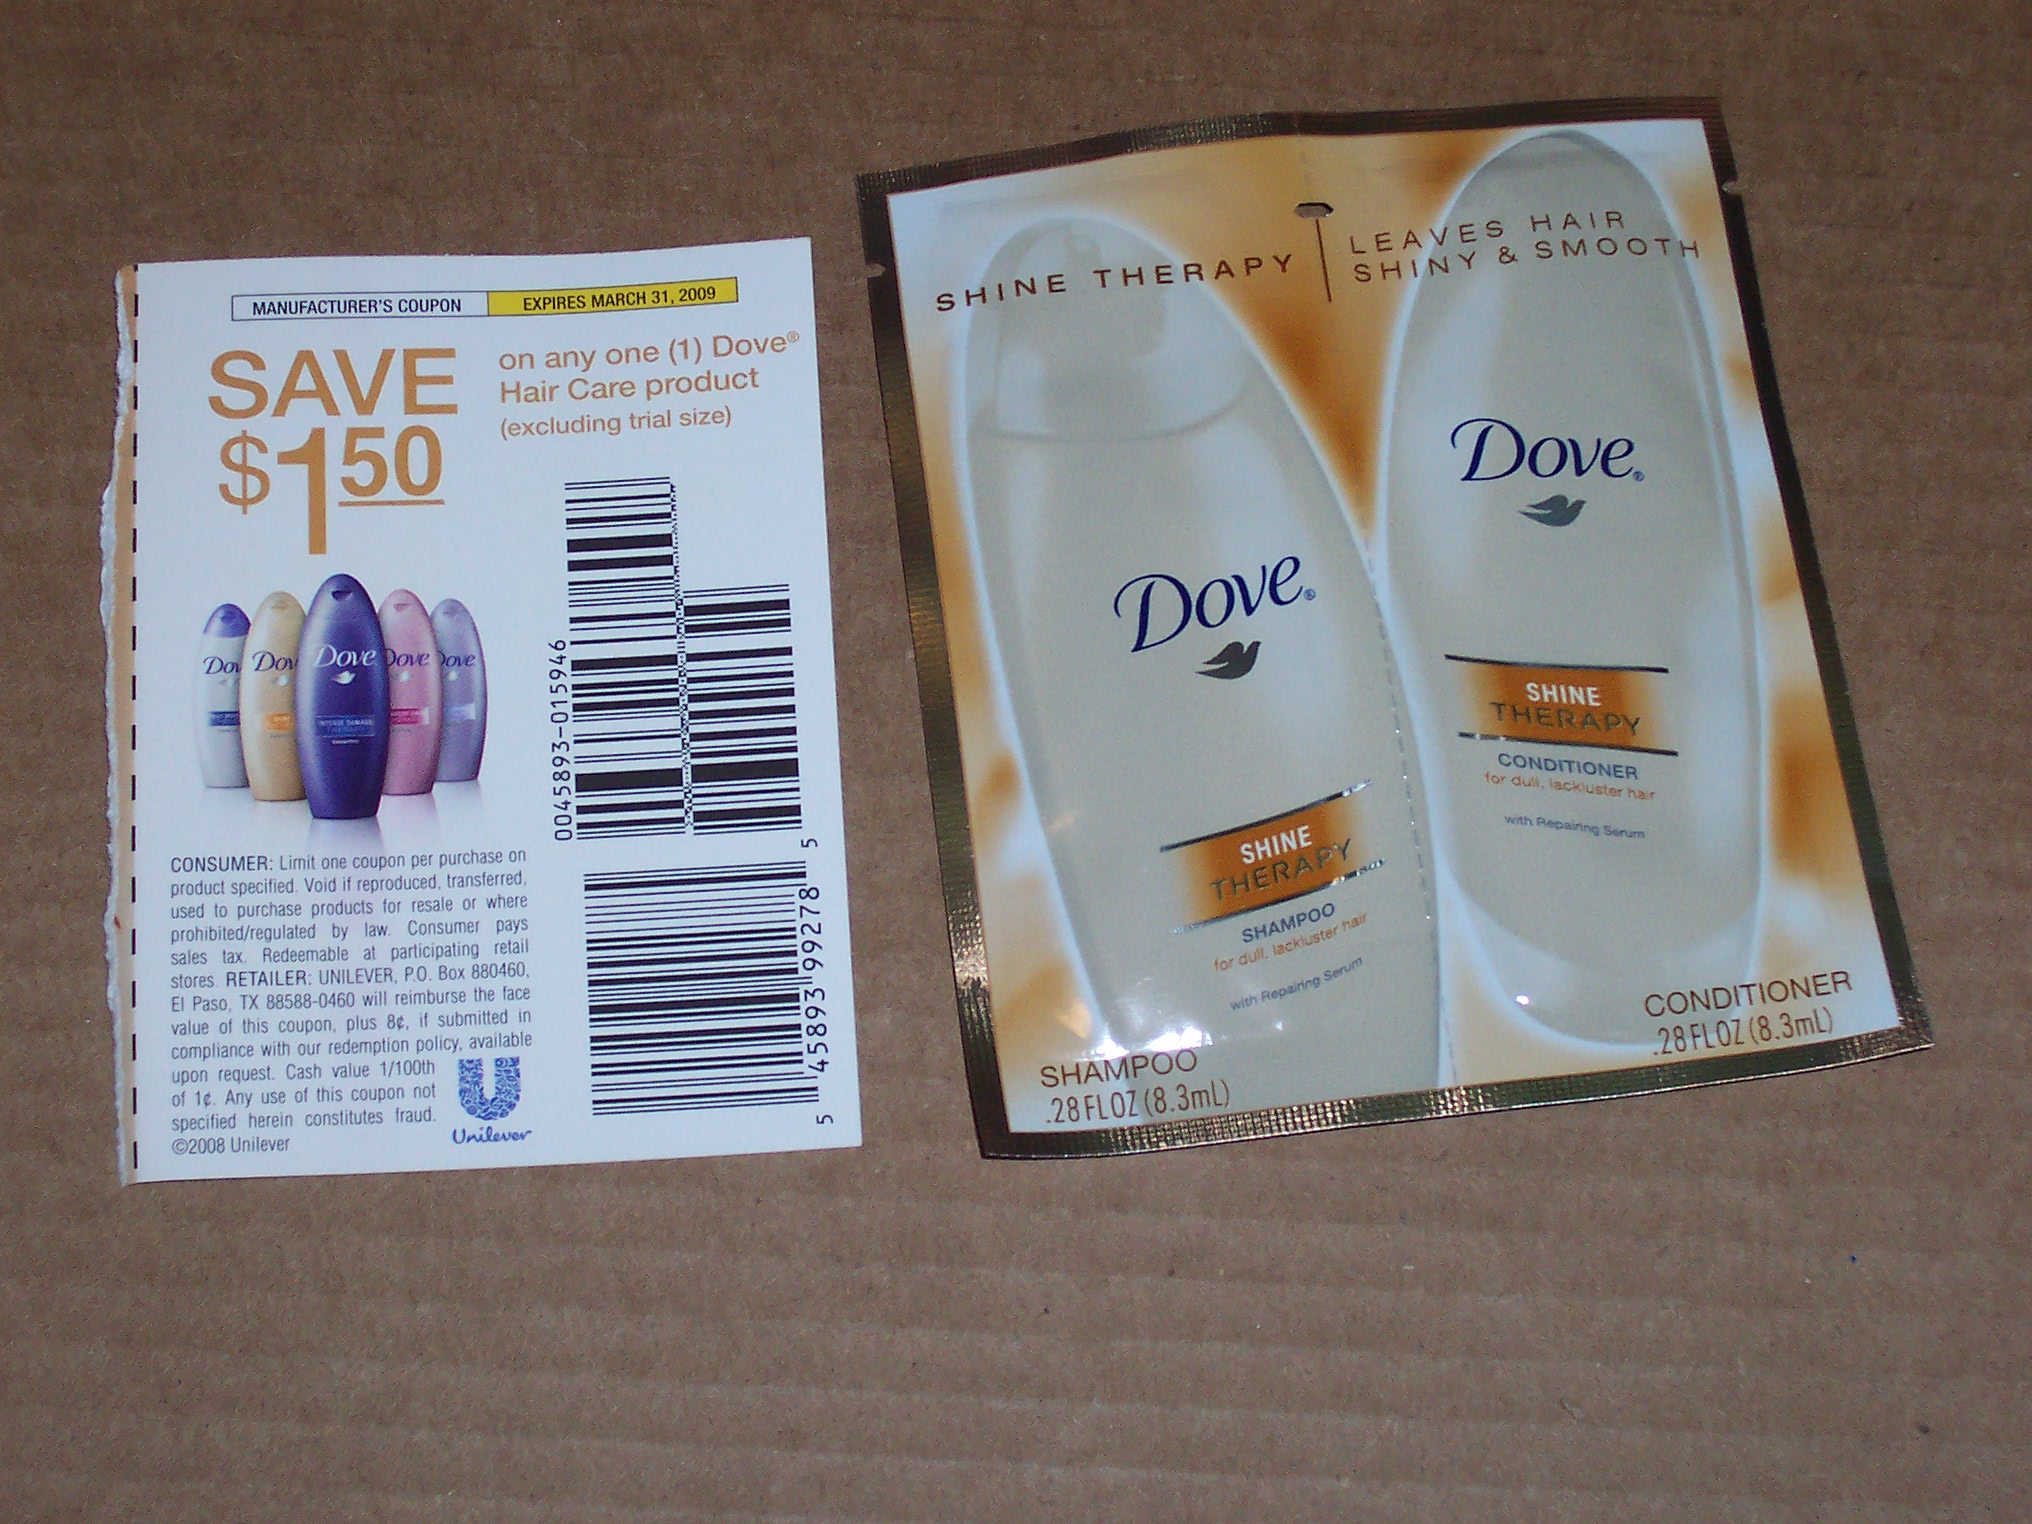 MANUFACTURER'S COUPON EXPIRES MARCH 31, 2009
SAVE
$1 50
on any one (1) Dove®
Hair Care product
(excluding trial size)
Dov Dov Dove Dove Dove
INTENSE DAMAGE
THERAPY
0045893-015946
5 45893 99278 5
CONSUMER: Limit one coupon per purchase on
product specified. Void if reproduced, transferred,
used to purchase products for resale or where
prohibited/regulated by law. Consumer pays
sales tax. Redeemable at participating retail
stores. RETAILER: UNILEVER, P.O. Box 880460,
El Paso, TX 88588-0460 will reimburse the face
value of this coupon, plus 8¢, if submitted in
compliance with our redemption policy, available
upon request. Cash value 1/100th
of 1¢. Any use of this coupon not
specified herein constitutes fraud.
©2008 Unilever
Unilever
SHINE THERAPY
LEAVES HAIR
SHINY & SMOOTH
Dove®
SHINE
THERAPY
SHAMPOO
for dull, lackluster hair
with Repairing Serum
SHAMPOO
.28 FL OZ (8.3mL)
Dove®
SHINE
THERAPY
CONDITIONER
for dull, lackluster hair
with Repairing Serum
CONDITIONER
.28 FL OZ (8.3mL)